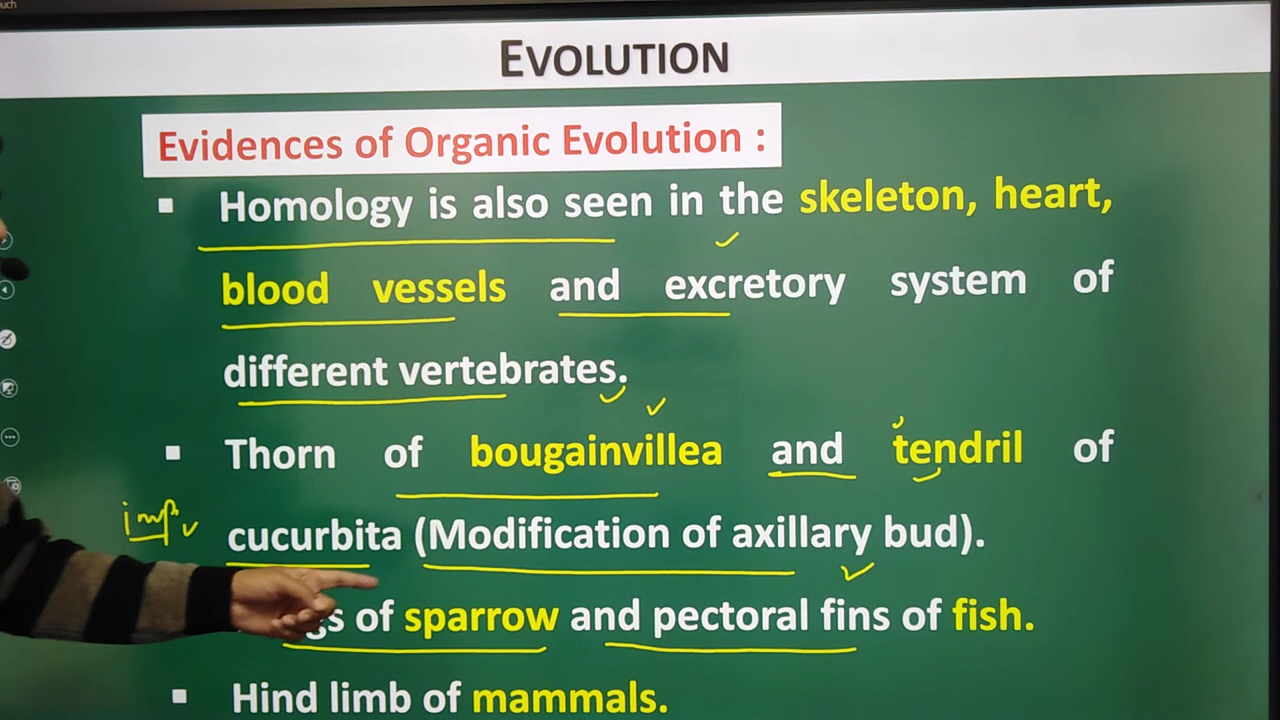 uch
EVOLUTION
Evidences of Organic Evolution :
▪ Homology is also seen in the skeleton, heart,
blood vessels and excretory system of
different vertebrates.
▪ Thorn of bougainvillea and tendril of
imp
cucurbita (Modification of axillary bud).
gs of sparrow and pectoral fins of fish.
▪ Hind limb of mammals.